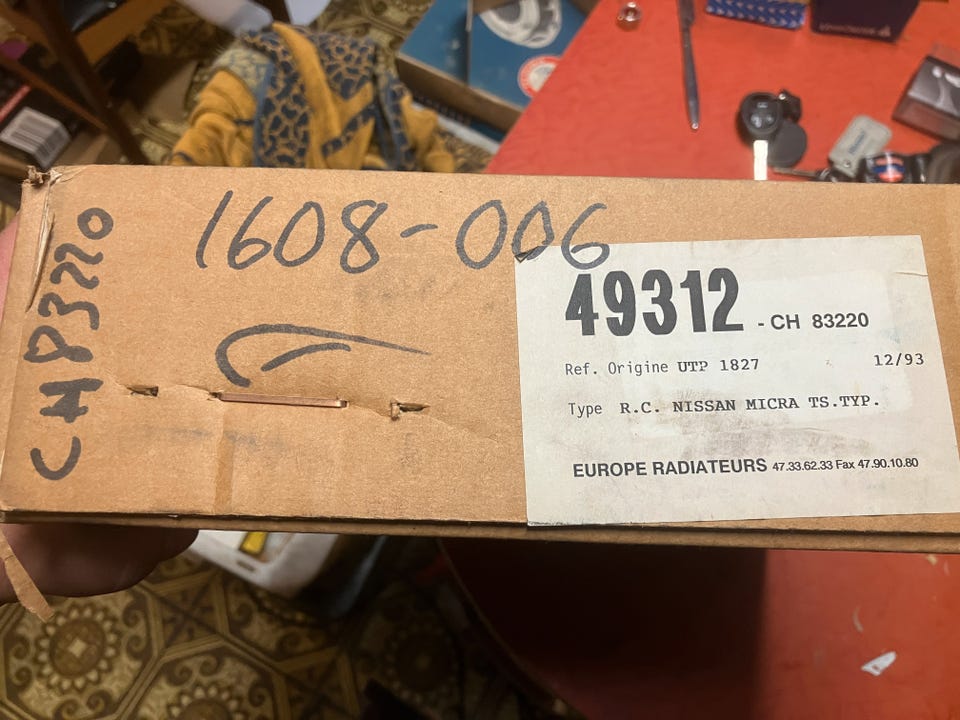 CH83220
1608-006
49312 - CH 83220
Ref. Origine UTP 1827 12/93
Type R.C. NISSAN MICRA TS.TYP.
EUROPE RADIATEURS 47.33.62.33 Fax 47.90.10.80